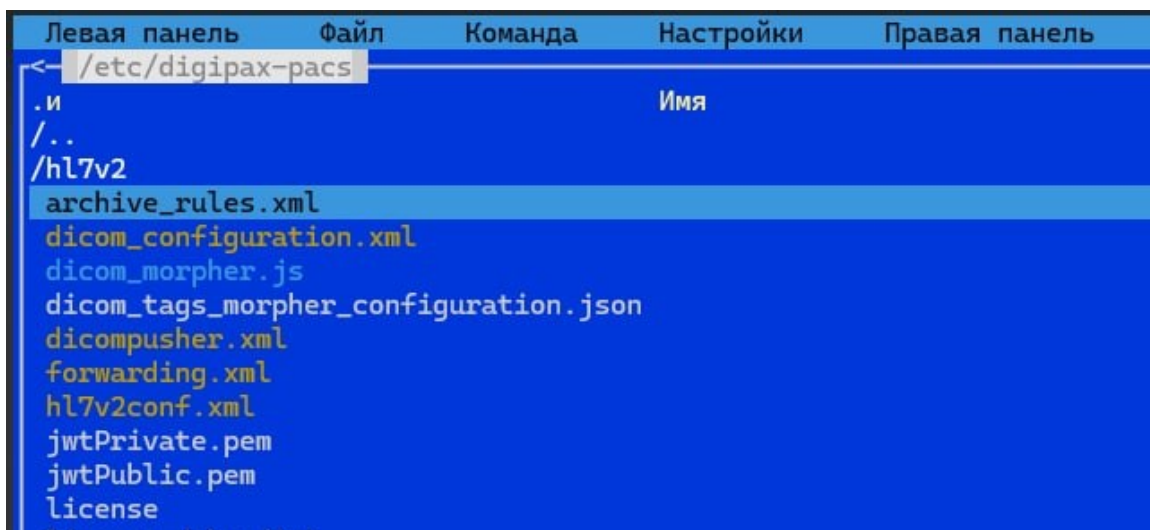 Левая панель Файл Команда Настройки Правая панель
<─ /etc/digipax-pacs
.и Имя
/..
/hl7v2
archive_rules.xml
dicom_configuration.xml
dicom_morpher.js
dicom_tags_morpher_configuration.json
dicompusher.xml
forwarding.xml
hl7v2conf.xml
jwtPrivate.pem
jwtPublic.pem
license